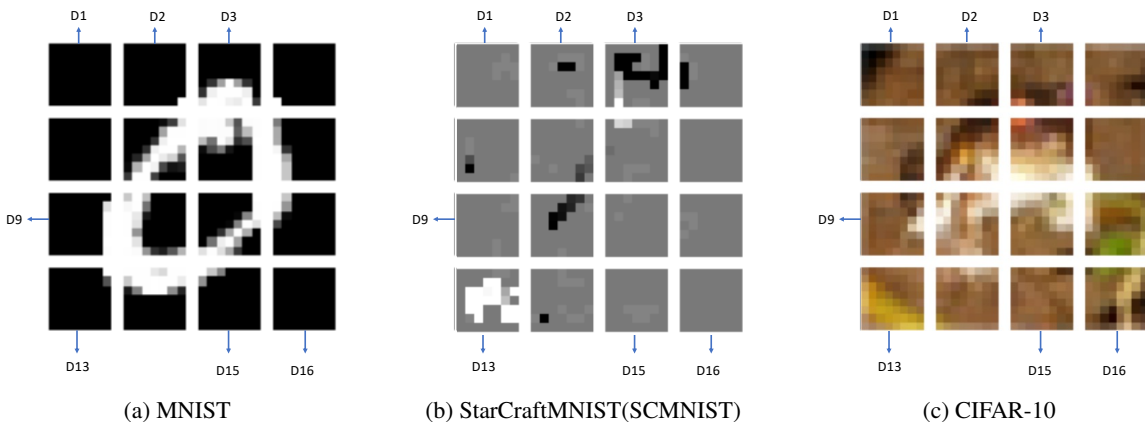 D1 D2 D3 D1 D2 D3 D1 D2 D3
D9 D9 D9
D13 D15 D16 D13 D15 D16 D13 D15 D16
(a) MNIST (b) StarCraftMNIST(SCMNIST) (c) CIFAR-10